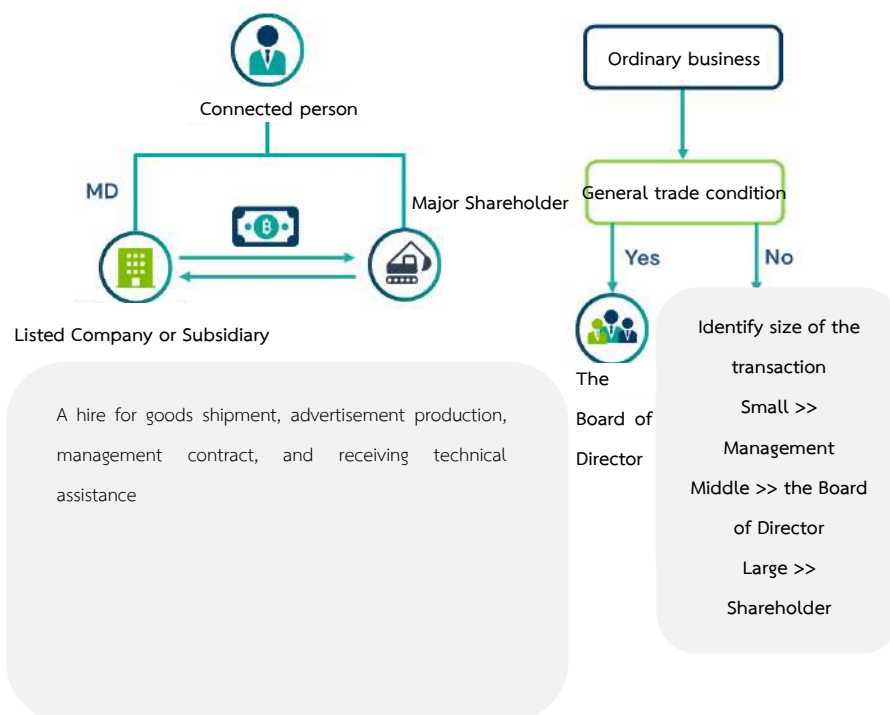 Connected person
MD
Major Shareholder
฿
Listed Company or Subsidiary
A hire for goods shipment, advertisement production,
management contract, and receiving technical
assistance
Ordinary business
General trade condition
Yes
No
The
Board of
Director
Identify size of the
transaction
Small >>
Management
Middle >> the Board
of Director
Large >>
Shareholder